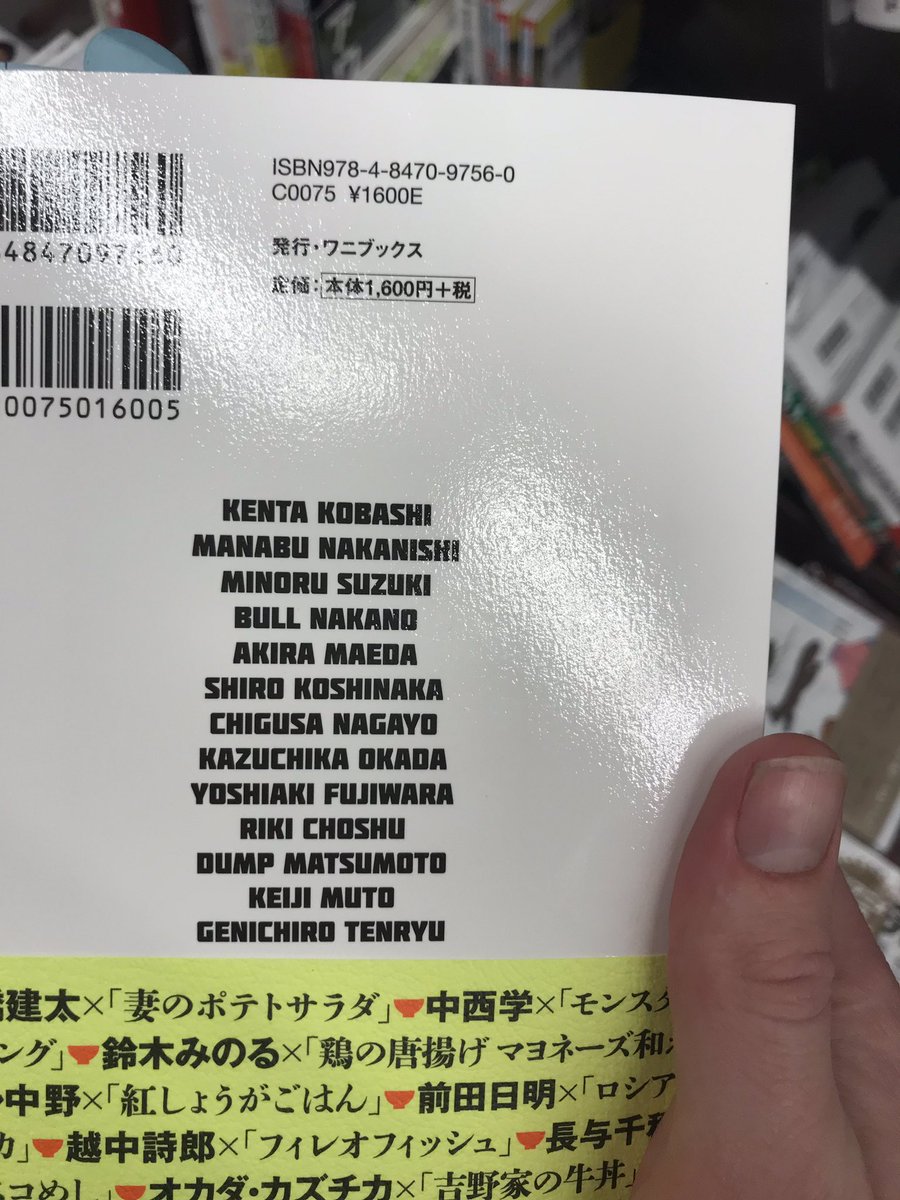 ISBN978-4-8470-9756-0
C0075 ¥1600E
発行・ワニブックス
定価：本体1,600円＋税
0075016005
KENTA KOBASHI
MANABU NAKANISHI
MINORU SUZUKI
BULL NAKANO
AKIRA MAEDA
SHIRO KOSHINAKA
CHIGUSA NAGAYO
KAZUCHIKA OKADA
YOSHIAKI FUJIWARA
RIKI CHOSHU
DUMP MATSUMOTO
KEIJI MUTO
GENICHIRO TENRYU
建太×「妻のポテトサラダ」中西学×「モンス
ング」鈴木みのる×「鶏の唐揚げ マヨネーズ和
中野×「紅しょうがごはん」前田日明×「ロシア
カ」越中詩郎×「フィレオフィッシュ」長与千
コめし」オカダ・カズチカ×「吉野家の牛丼」